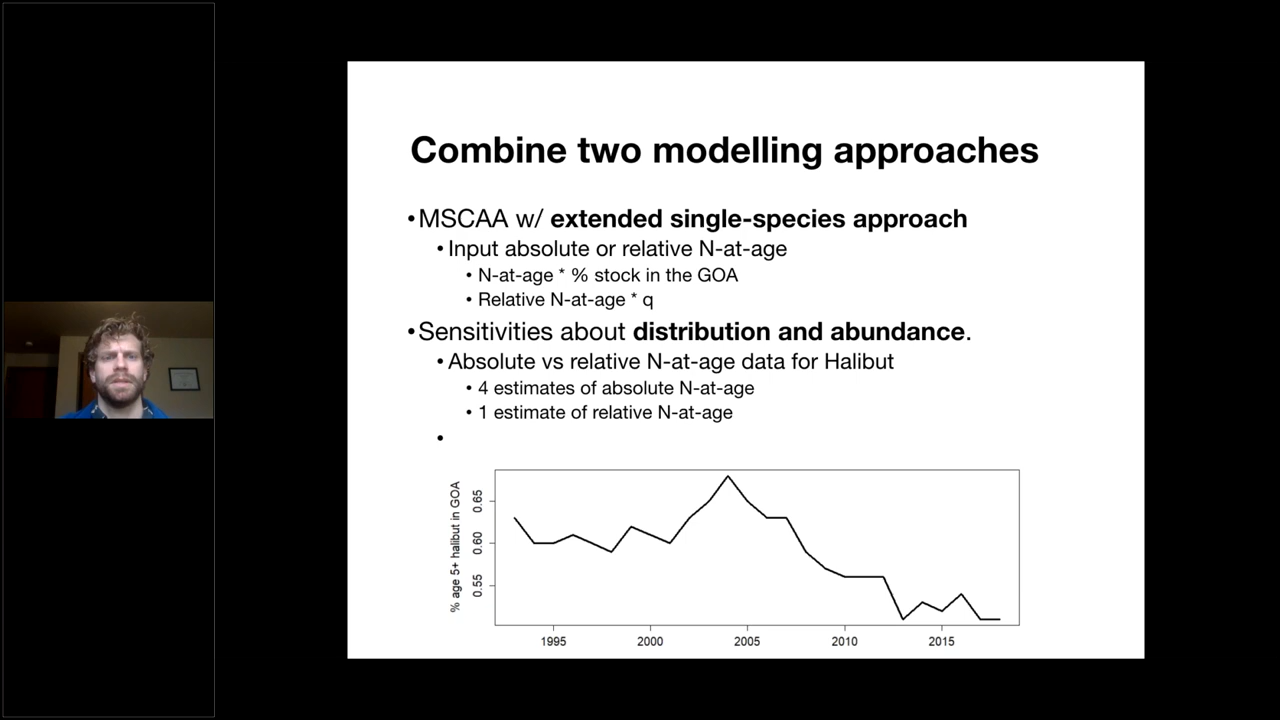 Combine two modelling approaches
•MSCAA w/ extended single-species approach
• Input absolute or relative N-at-age
• N-at-age * % stock in the GOA
• Relative N-at-age * q
•Sensitivities about distribution and abundance.
• Absolute vs relative N-at-age data for Halibut
• 4 estimates of absolute N-at-age
• 1 estimate of relative N-at-age
•
% age 5+ halibut in GOA
0.65
0.60
0.55
1995 2000 2005 2010 2015